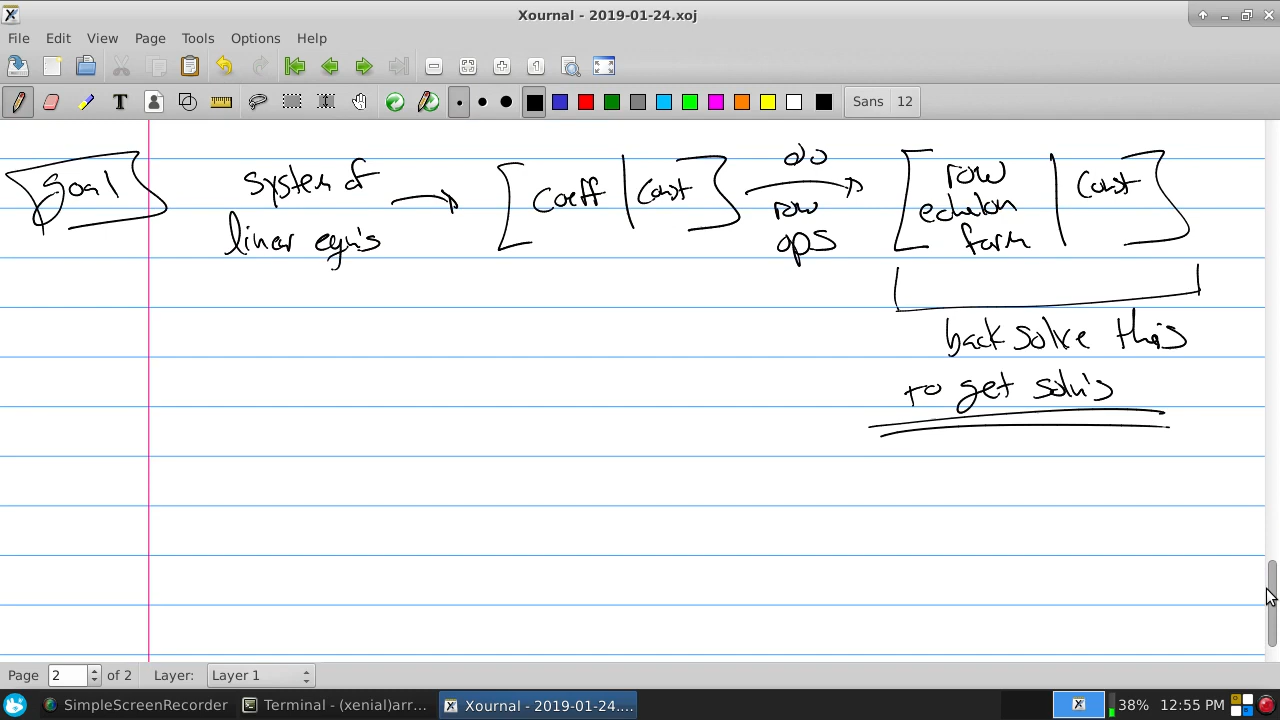 Xournal - 2019-01-24.xoj
File Edit View Page Tools Options Help
Sans 12
goal
system of
linear eqn's
[ Coeff | Const ]
do
row
ops
[ row echelon form | Const ]
back solve this
to get soln's
Page 2 of 2 Layer: Layer 1
SimpleScreenRecorder Terminal - (xenial)arr... Xournal - 2019-01-24.... 38% 12:55 PM